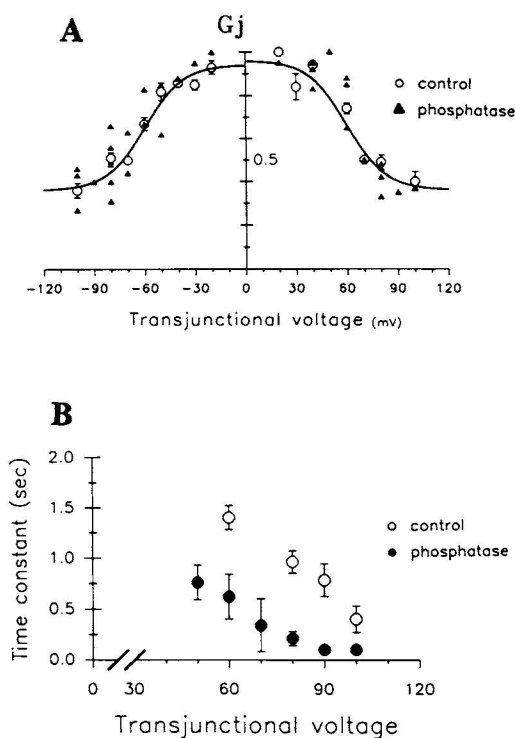 A
Gj
control
phosphatase
0.5
−120 −90 −60 −30 0 30 60 90 120
Transjunctional voltage (mV)
B
Time constant (sec)
2.0
1.5
1.0
0.5
0.0
control
phosphatase
0 30 60 90 120
Transjunctional voltage